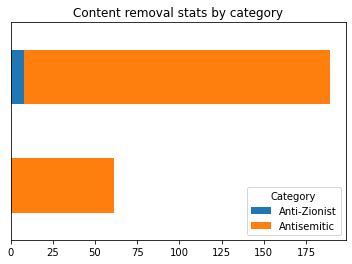 Content removal stats by category
Category
Anti-Zionist
Antisemitic
0 25 50 75 100 125 150 175